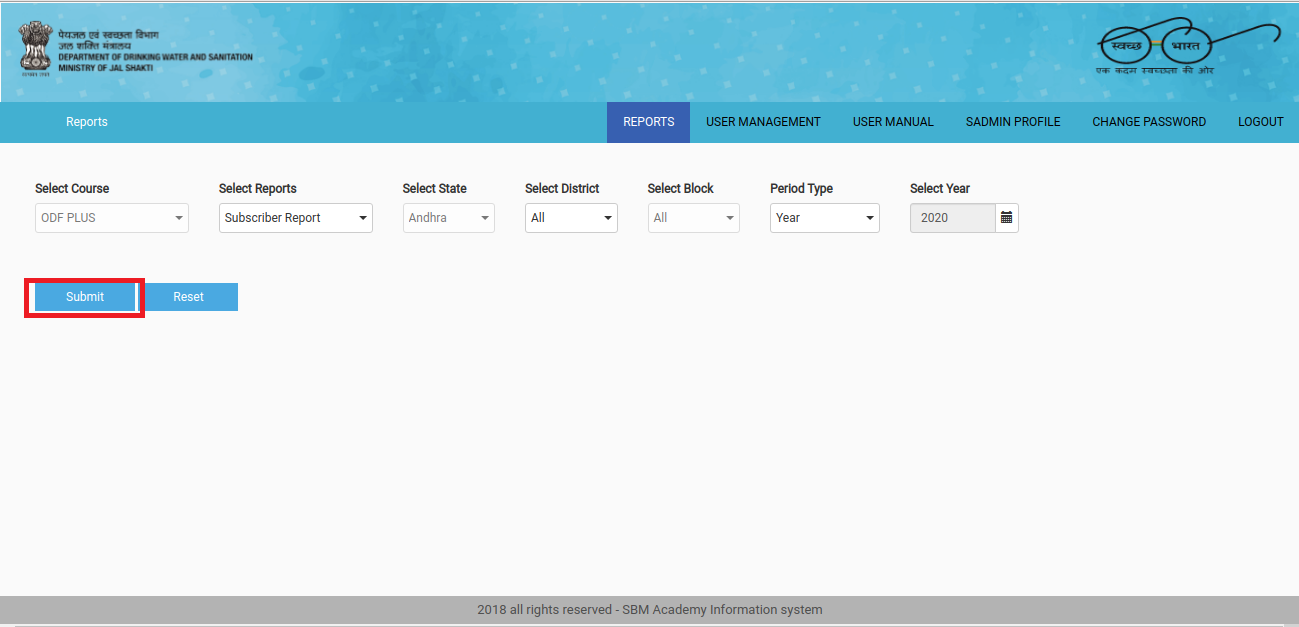 पेयजल एवं स्वच्छता विभाग
जल शक्ति मंत्रालय
DEPARTMENT OF DRINKING WATER AND SANITATION
MINISTRY OF JAL SHAKTI
स्वच्छ भारत
एक कदम स्वच्छता की ओर
Reports REPORTS USER MANAGEMENT USER MANUAL SADMIN PROFILE CHANGE PASSWORD LOGOUT
Select Course Select Reports Select State Select District Select Block Period Type Select Year
ODF PLUS Subscriber Report Andhra All All Year 2020
Submit Reset
2018 all rights reserved - SBM Academy Information system